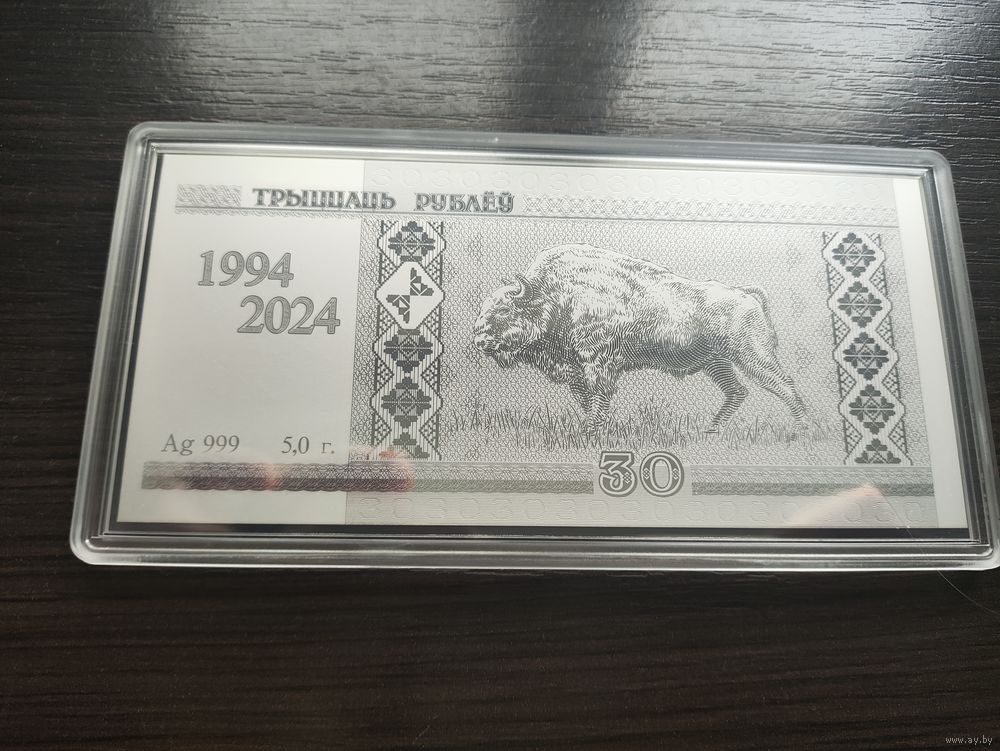 ТРЫЦЦАЦЬ РУБЛЁЎ
1994
2024
Ag 999 5,0 г.
30
www.ay.by